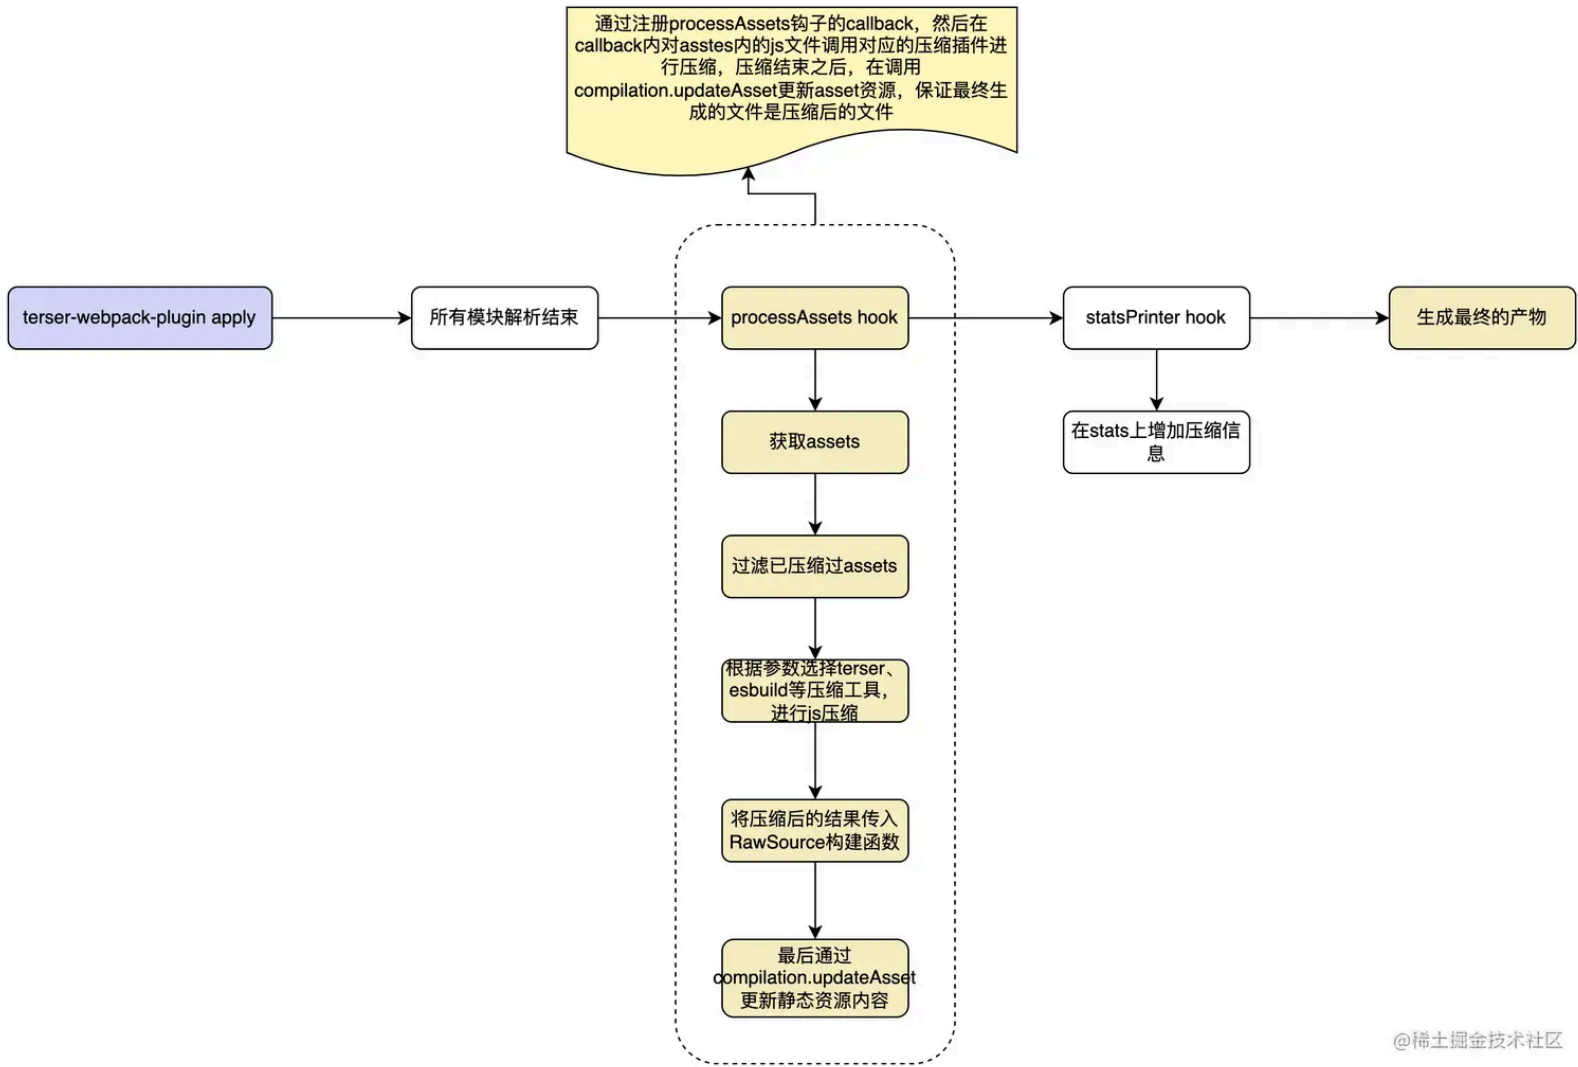 通过注册processAssets钩子的callback，然后在
callback内对asstes内的js文件调用对应的压缩插件进
行压缩，压缩结束之后，在调用
compilation.updateAsset更新asset资源，保证最终生
成的文件是压缩后的文件
terser-webpack-plugin apply
所有模块解析结束
processAssets hook
statsPrinter hook
生成最终的产物
获取assets
在stats上增加压缩信
息
过滤已压缩过assets
根据参数选择terser、
esbuild等压缩工具，
进行js压缩
将压缩后的结果传入
RawSource构建函数
最后通过
compilation.updateAsset
更新静态资源内容
@稀土掘金技术社区